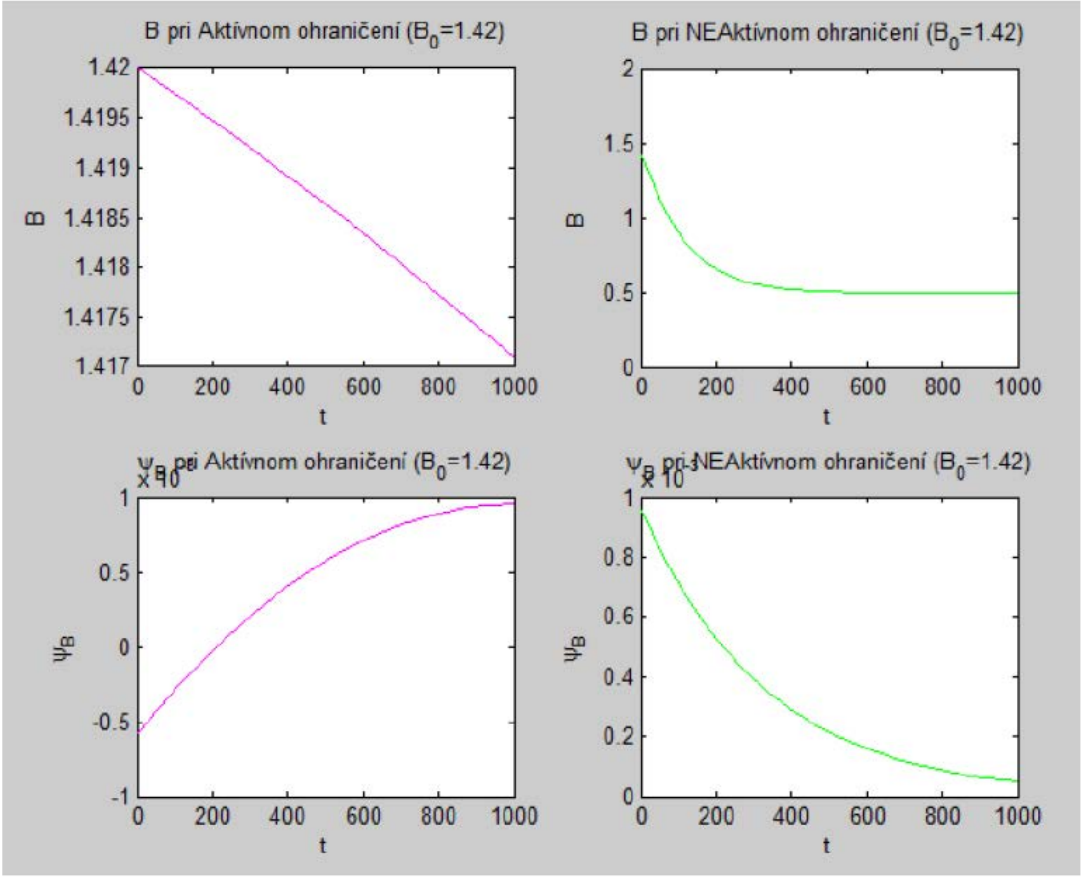 B pri Aktívnom ohraničení (B0=1.42)
1.42
1.4195
1.419
1.4185
1.418
1.4175
1.417
B
0 200 400 600 800 1000
t
B pri NEAktívnom ohraničení (B0=1.42)
2
1.5
1
0.5
0
B
0 200 400 600 800 1000
t
ψB pri Aktívnom ohraničení (B0=1.42)
x 10
1
0.5
0
-0.5
-1
ψB
0 200 400 600 800 1000
t
ψB pri NEAktívnom ohraničení (B0=1.42)
x 10-3
1
0.8
0.6
0.4
0.2
0
ψB
0 200 400 600 800 1000
t